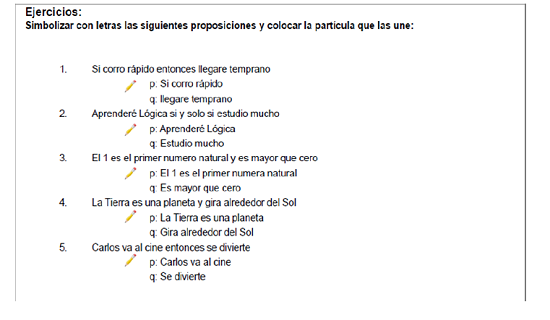 Ejercicios:
Simbolizar con letras las siguientes proposiciones y colocar la partícula que las une:
1. Si corro rápido entonces llegare temprano
p: Si corro rápido
q: llegare temprano
2. Aprenderé Lógica si y solo si estudio mucho
p: Aprenderé Lógica
q: Estudio mucho
3. El 1 es el primer numero natural y es mayor que cero
p: El 1 es el primer numera natural
q: Es mayor que cero
4. La Tierra es una planeta y gira alrededor del Sol
p: La Tierra es una planeta
q: Gira alrededor del Sol
5. Carlos va al cine entonces se divierte
p: Carlos va al cine
q: Se divierte